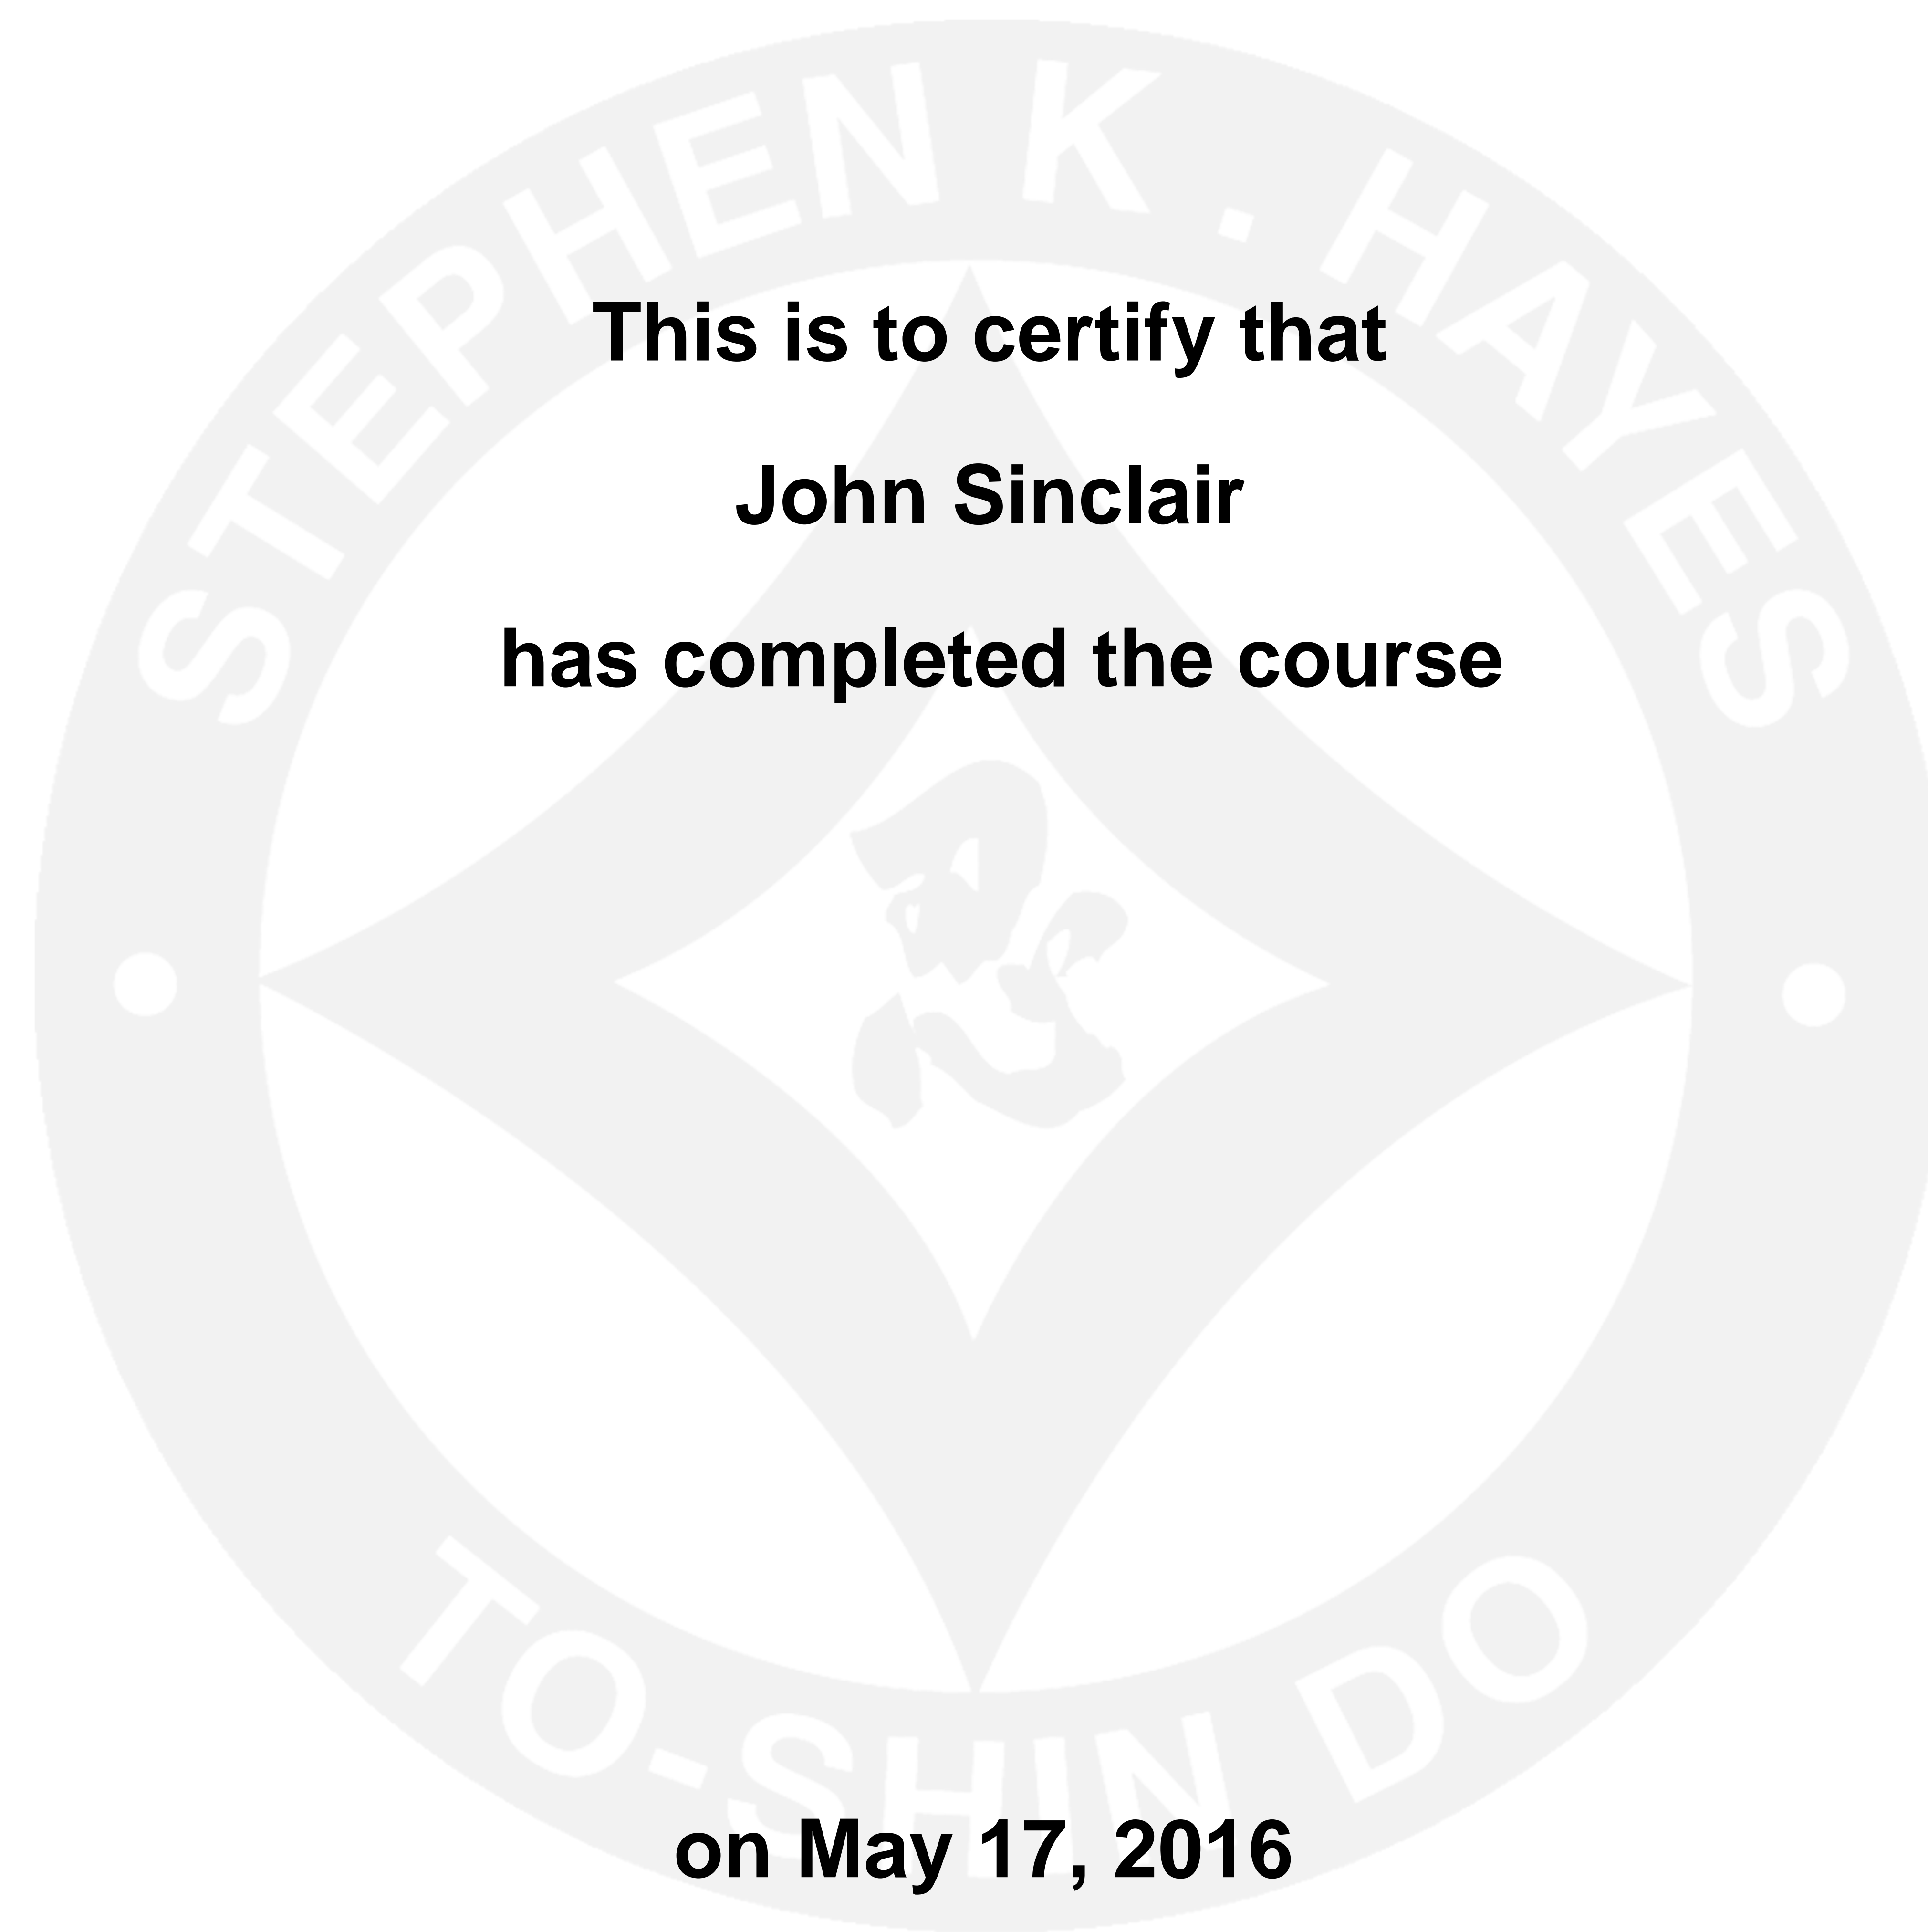 STEPHEN K. HAYES
This is to certify that
John Sinclair
has completed the course
忍
TO-SHIN DO
on May 17, 2016